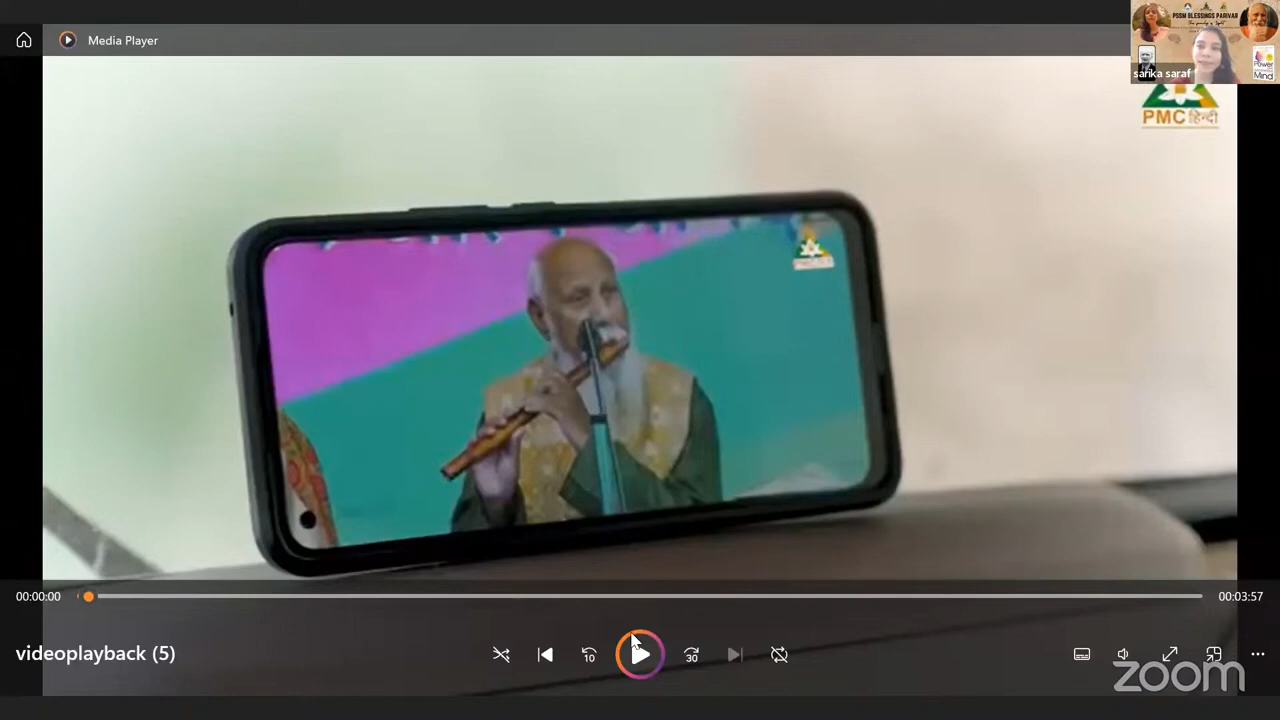 Media Player
PSSM BLESSINGS PARIVAR
sarika saraf
Power
Mind
PMC हिन्दी
00:00:00
00:03:57
videoplayback (5)
10
30
zoom